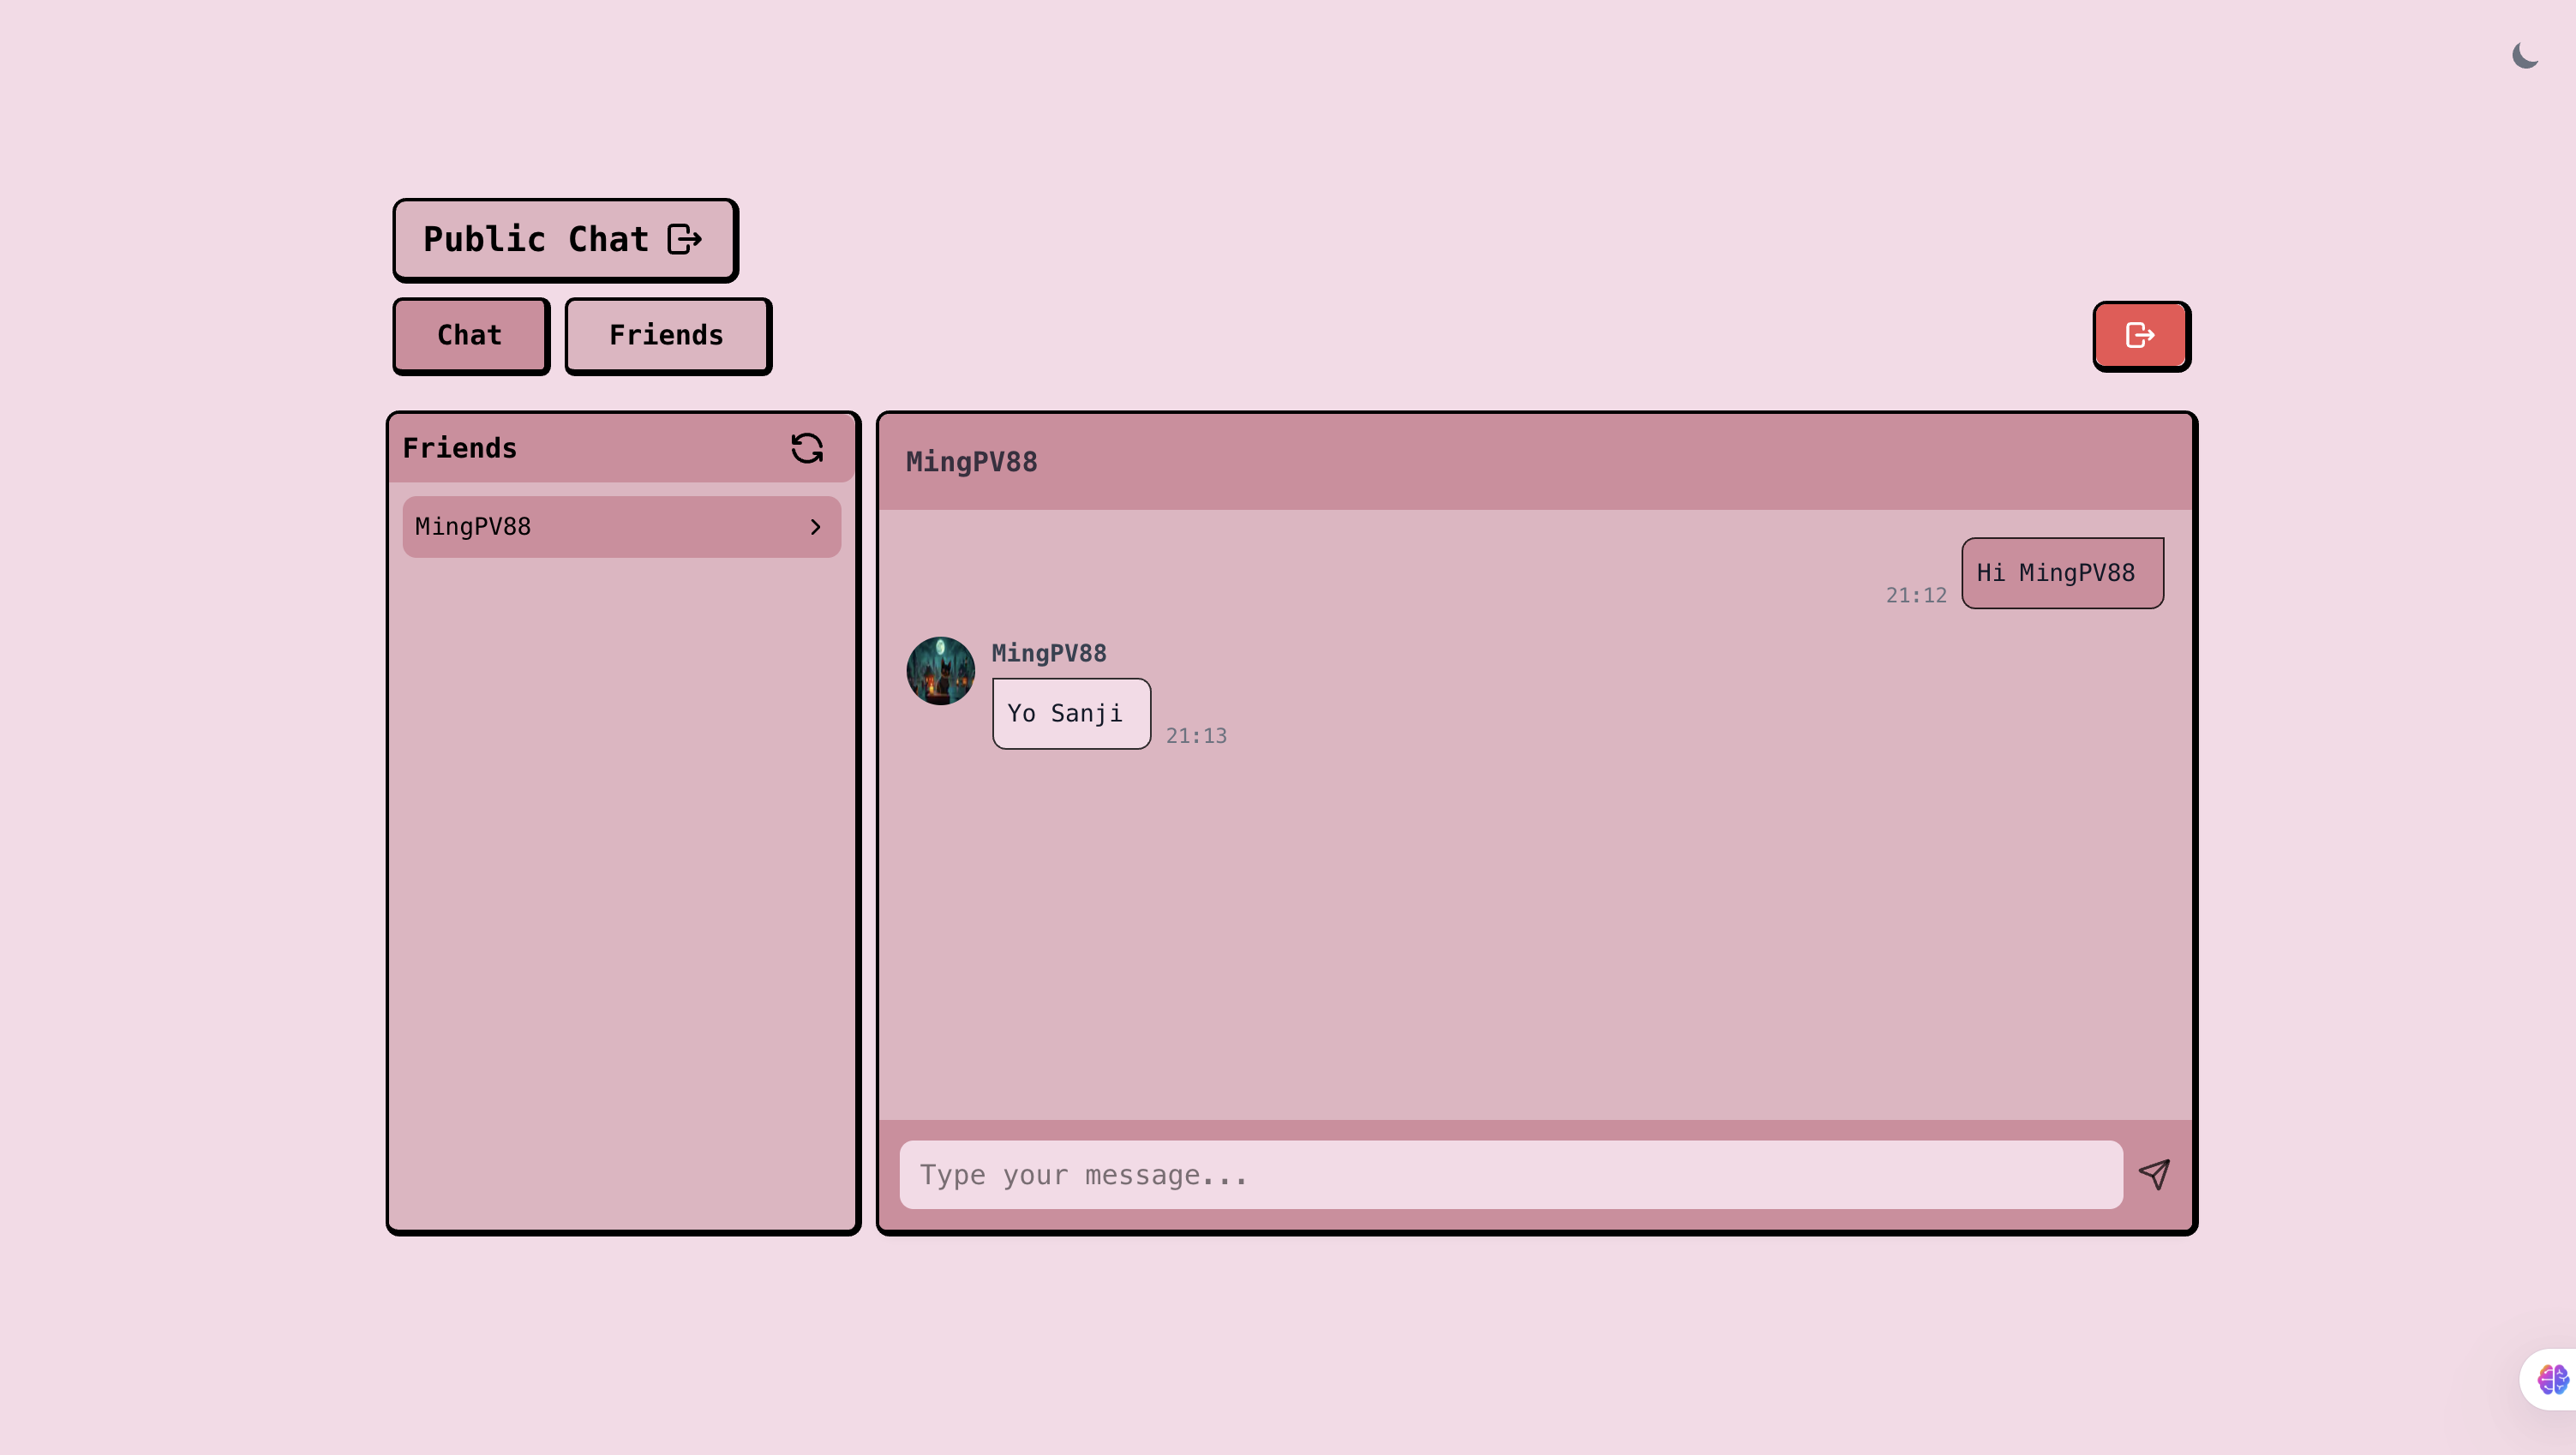 Public Chat
Chat
Friends
Friends
MingPV88
MingPV88
Hi MingPV88
21:12
MingPV88
Yo Sanji
21:13
Type your message...